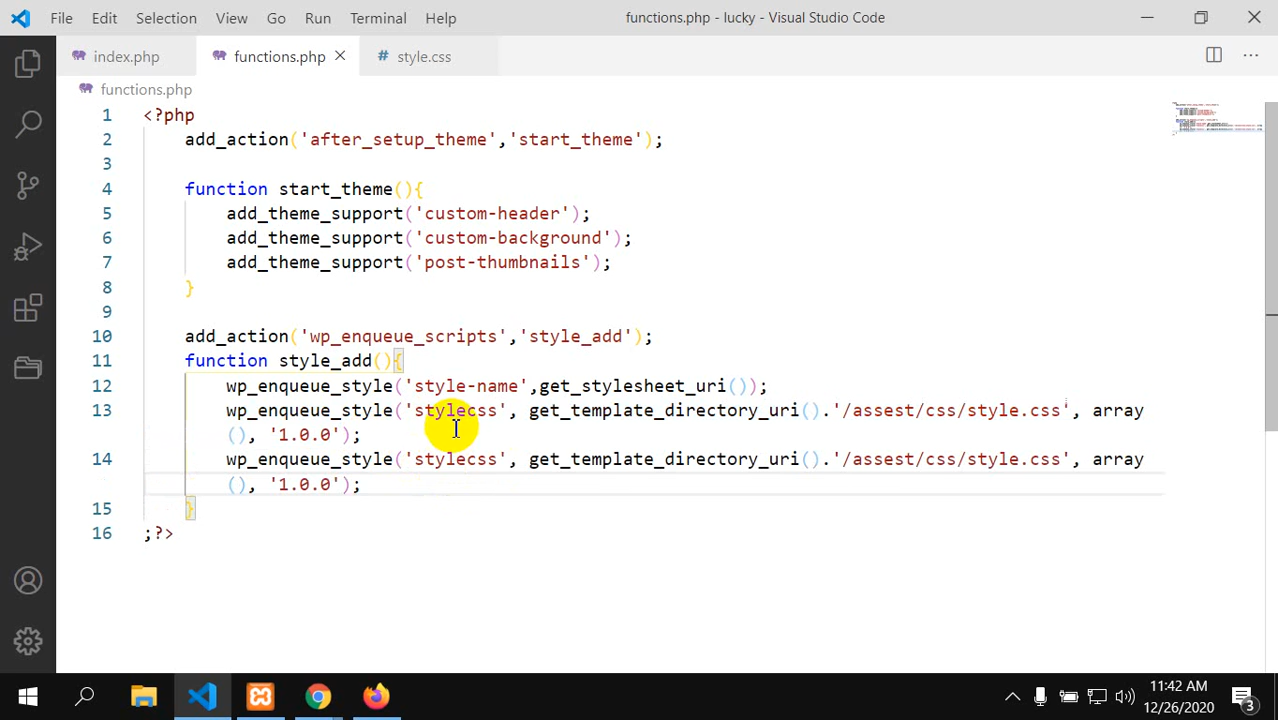 File Edit Selection View Go Run Terminal Help functions.php - lucky - Visual Studio Code
index.php functions.php style.css
functions.php
1 <?php
2 add_action('after_setup_theme','start_theme');
3
4 function start_theme(){
5 add_theme_support('custom-header');
6 add_theme_support('custom-background');
7 add_theme_support('post-thumbnails');
8 }
9
10 add_action('wp_enqueue_scripts','style_add');
11 function style_add(){
12 wp_enqueue_style('style-name',get_stylesheet_uri());
13 wp_enqueue_style('stylecss', get_template_directory_uri().'/assest/css/style.css', array
(), '1.0.0');
14 wp_enqueue_style('stylecss', get_template_directory_uri().'/assest/css/style.css', array
(), '1.0.0');
15 }
16 ;?>
11:42 AM
12/26/2020
3